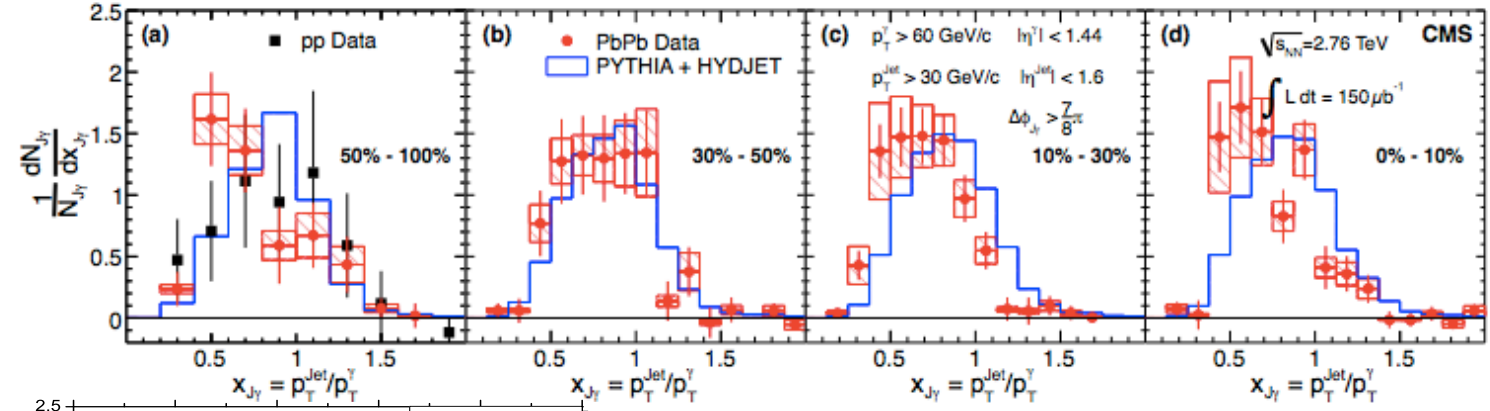 (a) ■ pp Data
50% - 100%
(b) PbPb Data
PYTHIA + HYDJET
30% - 50%
(c) p_T^γ > 60 GeV/c |η^γ| < 1.44
p_T^Jet > 30 GeV/c |η^Jet| < 1.6
Δϕ_Jγ > 7/8 π
10% - 30%
(d) CMS
√s_NN = 2.76 TeV
∫ L dt = 150 μb^-1
0% - 10%
1/N_Jγ dN_Jγ/dx_Jγ
2.5
2
1.5
1
0.5
0
0.5 1 1.5
0.5 1 1.5
0.5 1 1.5
0.5 1 1.5
x_Jγ = p_T^Jet/p_T^γ
x_Jγ = p_T^Jet/p_T^γ
x_Jγ = p_T^Jet/p_T^γ
x_Jγ = p_T^Jet/p_T^γ
2.5